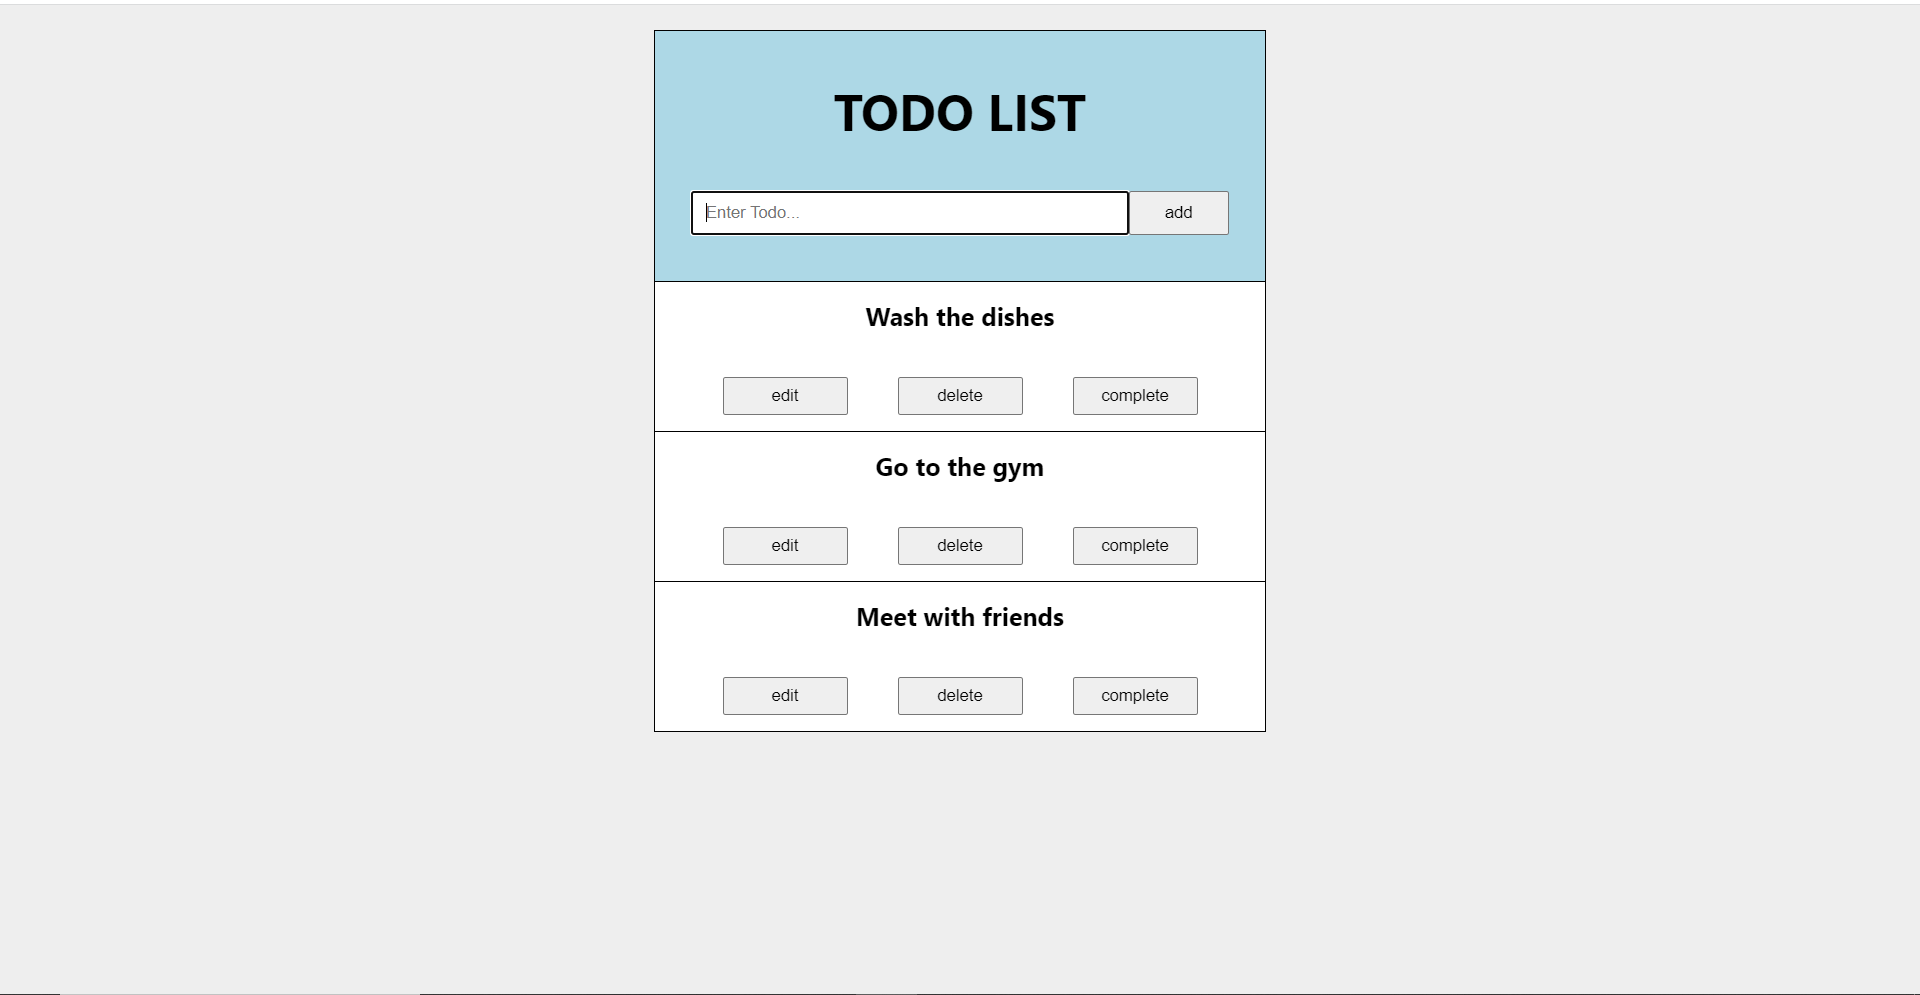 TODO LIST
Enter Todo... add
Wash the dishes
edit delete complete
Go to the gym
edit delete complete
Meet with friends
edit delete complete